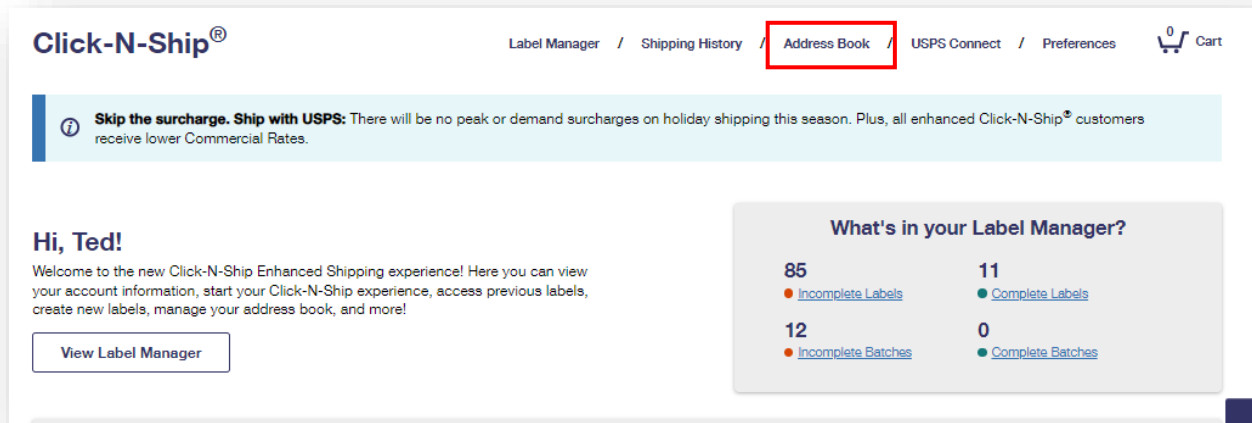 Click-N-Ship®
Label Manager / Shipping History / Address Book / USPS Connect / Preferences 0 Cart
Skip the surcharge. Ship with USPS: There will be no peak or demand surcharges on holiday shipping this season. Plus, all enhanced Click-N-Ship® customers
receive lower Commercial Rates.
Hi, Ted!
Welcome to the new Click-N-Ship Enhanced Shipping experience! Here you can view
your account information, start your Click-N-Ship experience, access previous labels,
create new labels, manage your address book, and more!
View Label Manager
What's in your Label Manager?
85 11
Incomplete Labels Complete Labels
12 0
Incomplete Batches Complete Batches